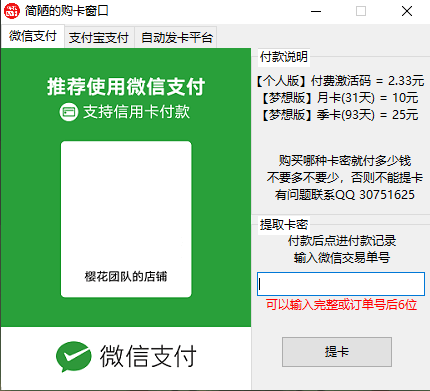 简陋的购卡窗口
微信支付 支付宝支付 自动发卡平台
推荐使用微信支付
支持信用卡付款
樱花团队的店铺
微信支付
付款说明
【个人版】付费激活码 = 2.33元
【梦想版】月卡(31天) = 10元
【梦想版】季卡(93天) = 25元
购买哪种卡密就付多少钱
不要多不要少，否则不能提卡
有问题联系QQ 30751625
提取卡密
付款后点进付款记录
输入微信交易单号
可以输入完整或订单号后6位
提卡